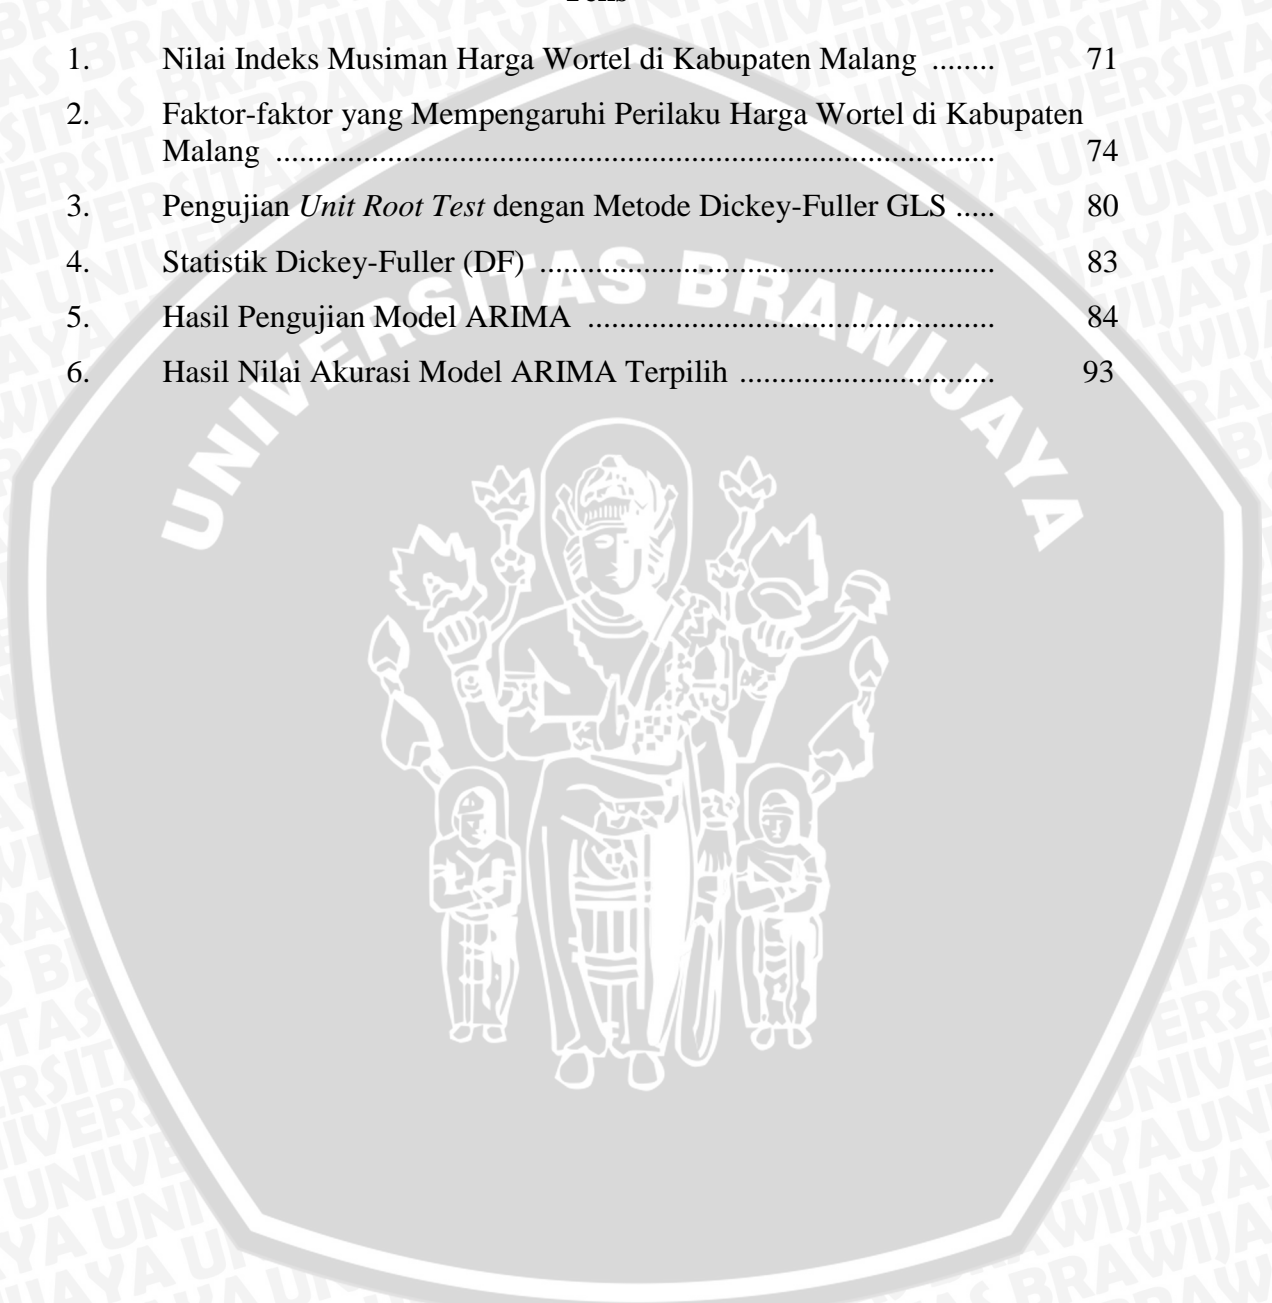 1. Nilai Indeks Musiman Harga Wortel di Kabupaten Malang ........ 71
2. Faktor-faktor yang Mempengaruhi Perilaku Harga Wortel di Kabupaten
Malang .......................................................................................... 74
3. Pengujian Unit Root Test dengan Metode Dickey-Fuller GLS ..... 80
4. Statistik Dickey-Fuller (DF) ......................................................... 83
5. Hasil Pengujian Model ARIMA ................................................... 84
6. Hasil Nilai Akurasi Model ARIMA Terpilih ................................ 93
UNIVERSITAS BRAWIJAYA